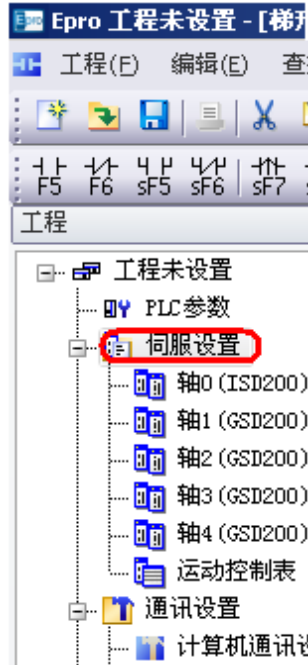 Epro 工程未设置 - [梯形
工程(F) 编辑(E) 查
F5 F6 sF5 sF6 sF7
工程
工程未设置
PLC参数
伺服设置
轴0(ISD200)
轴1(GSD200)
轴2(GSD200)
轴3(GSD200)
轴4(GSD200)
运动控制表
通讯设置
计算机通讯设